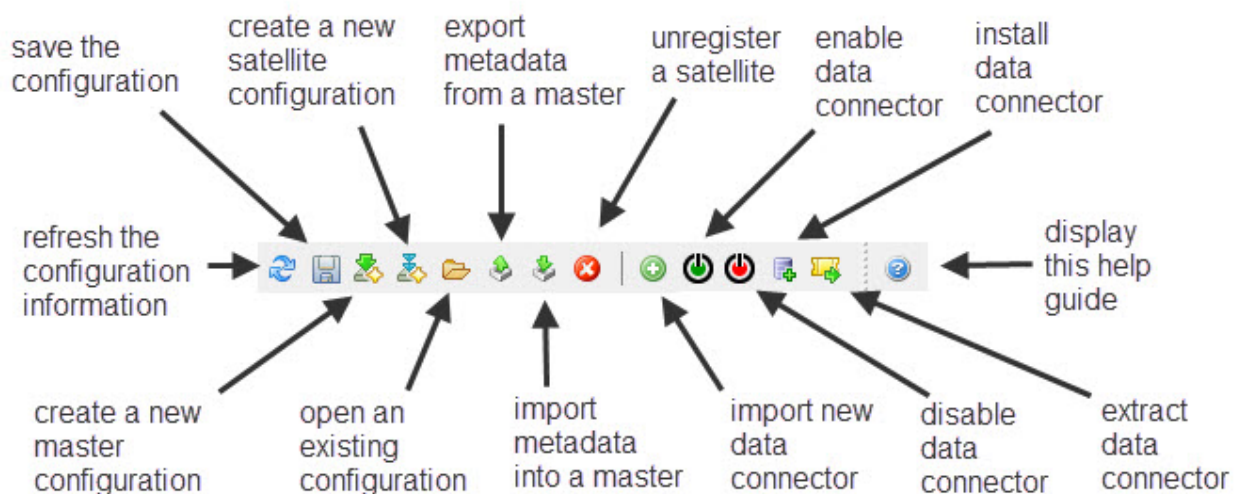 save the
configuration
create a new
satellite
configuration
export
metadata
from a master
unregister
a satellite
enable
data
connector
install
data
connector
refresh the
configuration
information
display
this help
guide
create a new
master
configuration
open an
existing
configuration
import
metadata
into a master
import new
data
connector
disable
data
connector
extract
data
connector